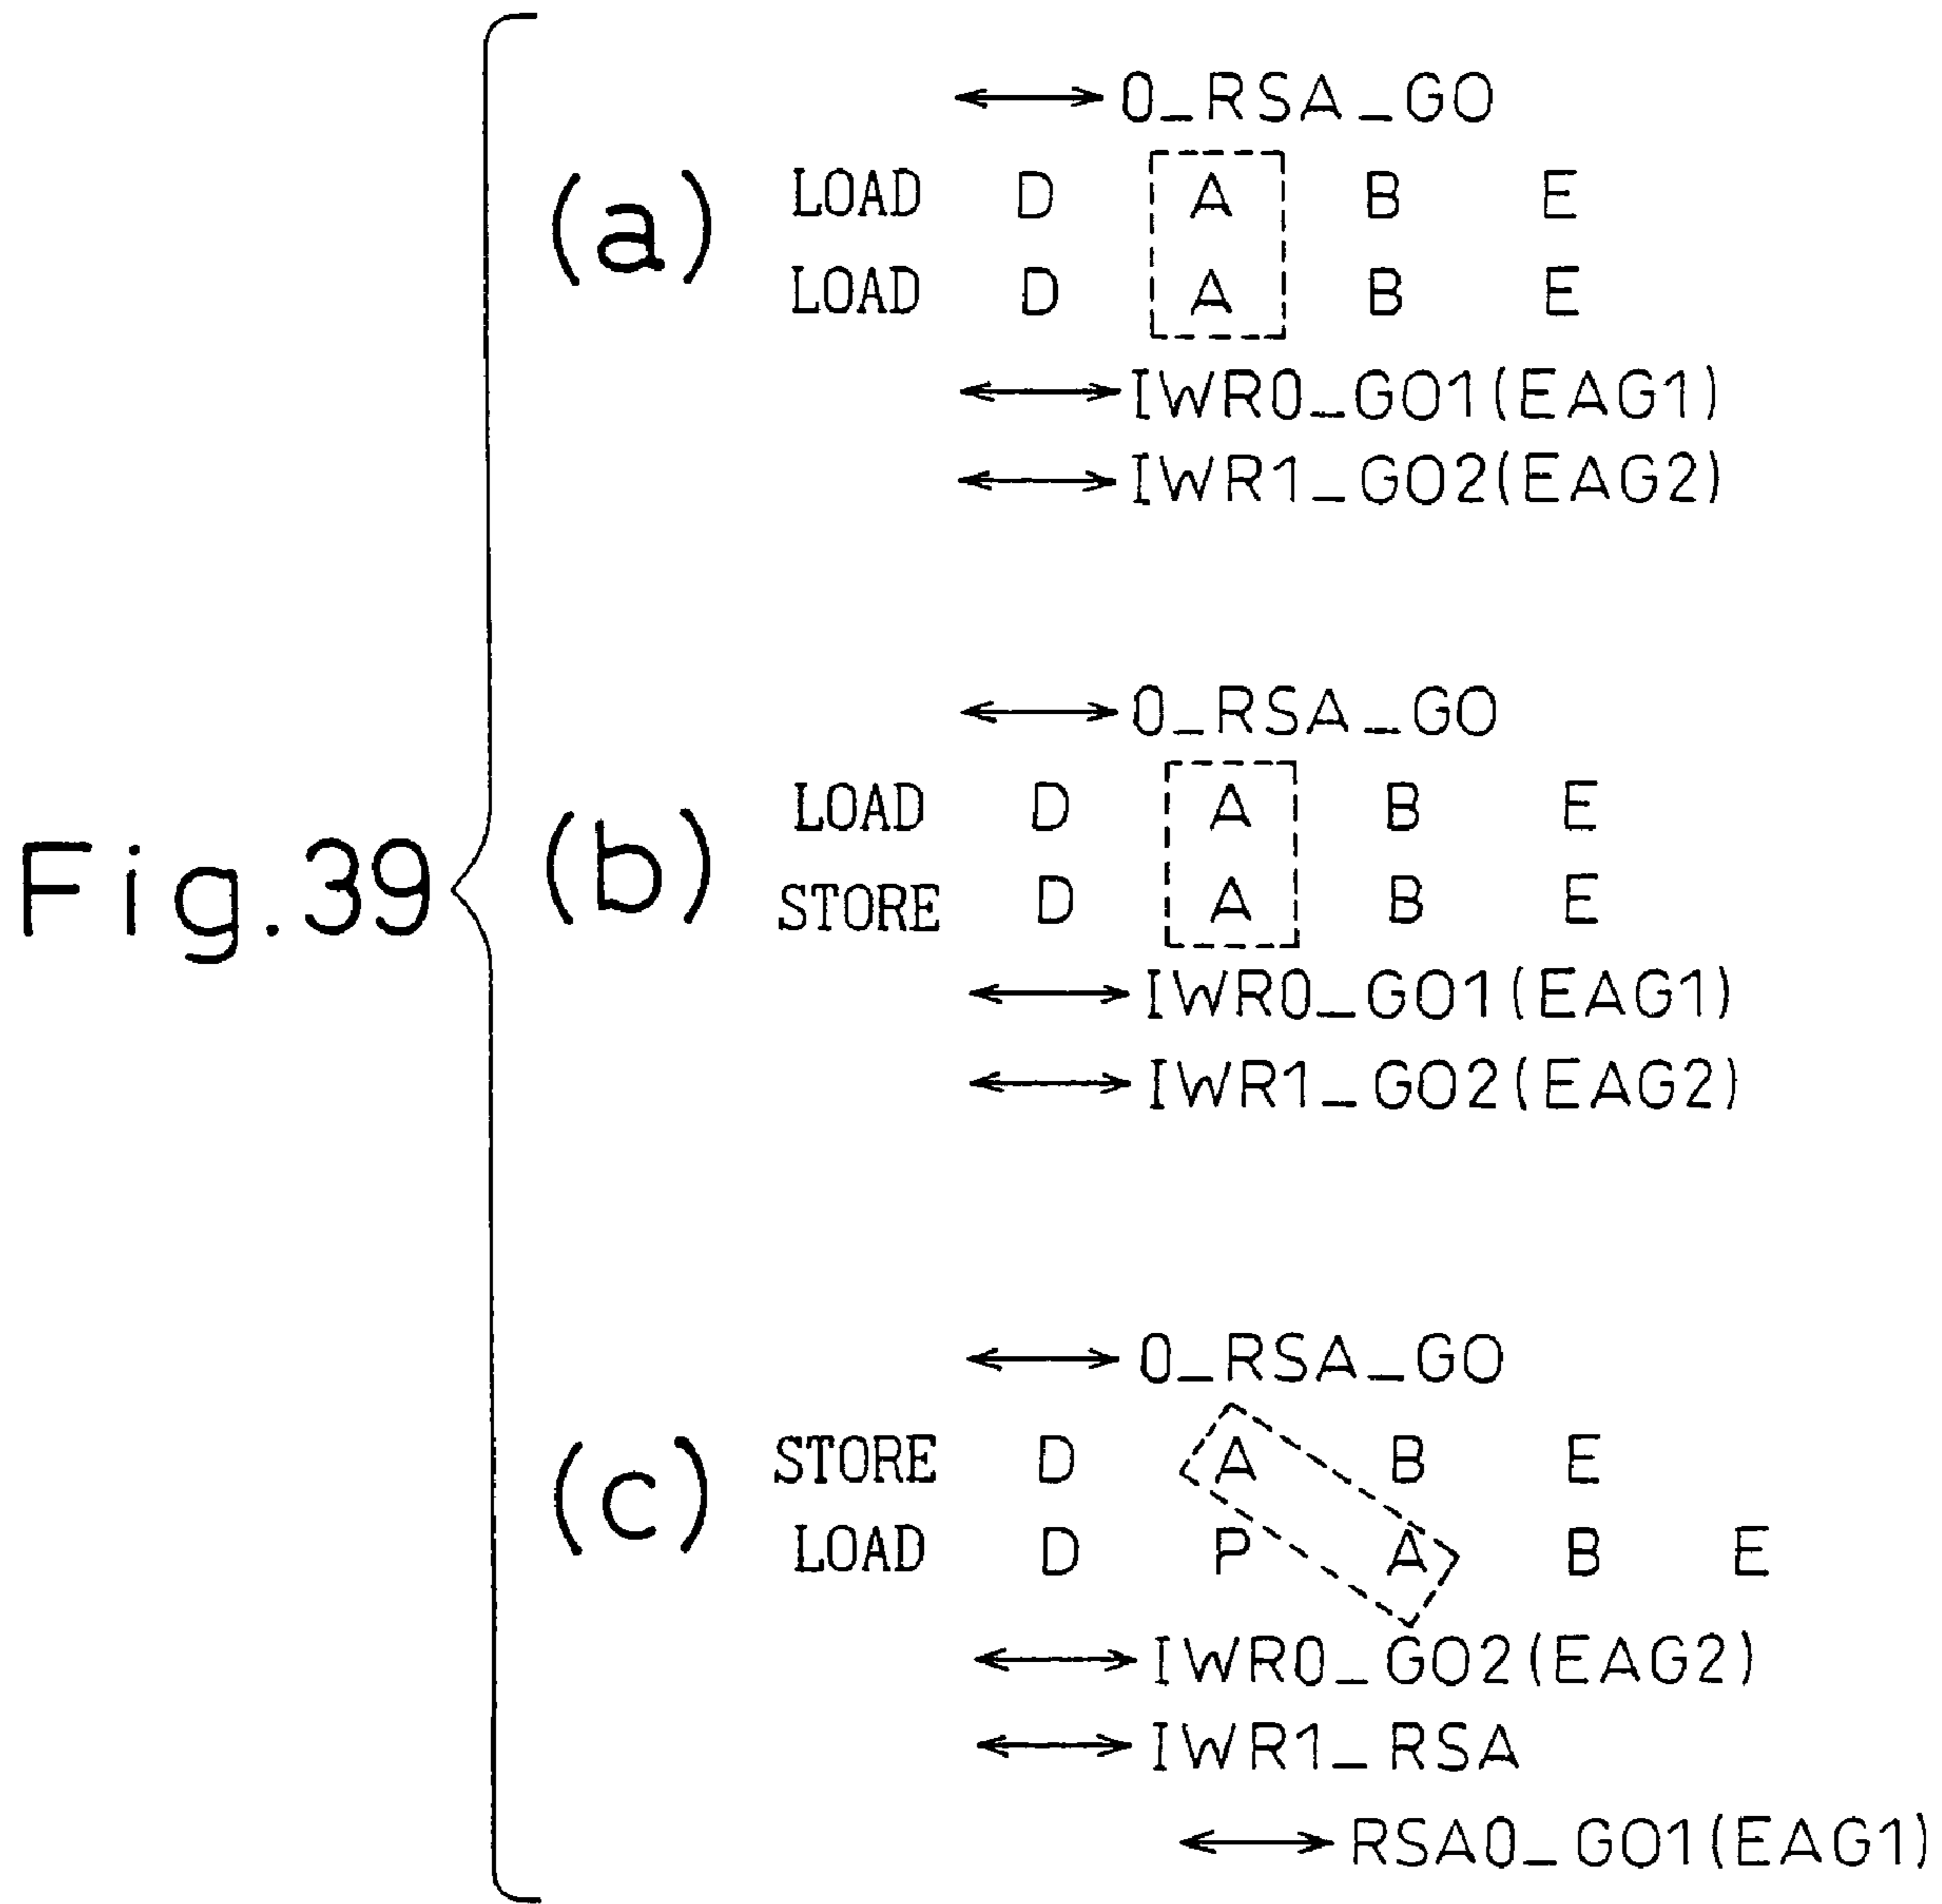 Fig.39
(a)
0_RSA_GO
LOAD D A B E
LOAD D A B E
IWR0_GO1(EAG1)
IWR1_GO2(EAG2)
(b)
0_RSA_GO
LOAD D A B E
STORE D A B E
IWR0_GO1(EAG1)
IWR1_GO2(EAG2)
(c)
0_RSA_GO
STORE D A B E
LOAD D P A B E
IWR0_GO2(EAG2)
IWR1_RSA
RSA0_GO1(EAG1)